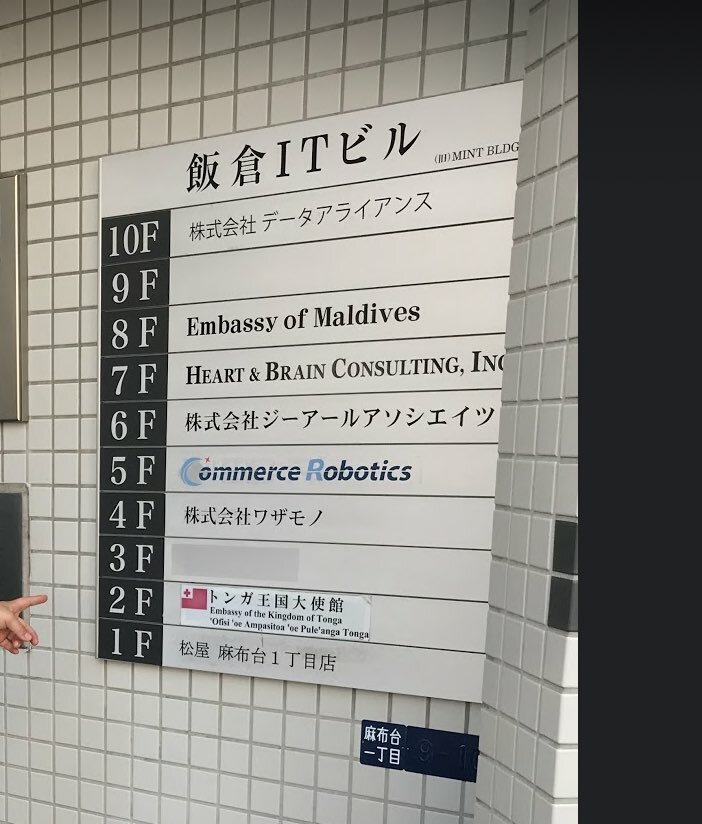 飯倉ITビル (旧)MINT BLDG
10F 株式会社 データアライアンス
9F
8F Embassy of Maldives
7F HEART & BRAIN CONSULTING, INC
6F 株式会社ジーアールアソシエイツ
5F Commerce Robotics
4F 株式会社ワザモノ
3F
2F トンガ王国大使館
Embassy of the Kingdom of Tonga
'Ofisi 'oe Ampasitoa 'oe Pule'anga Tonga
1F 松屋 麻布台1丁目店
麻布台
一丁目